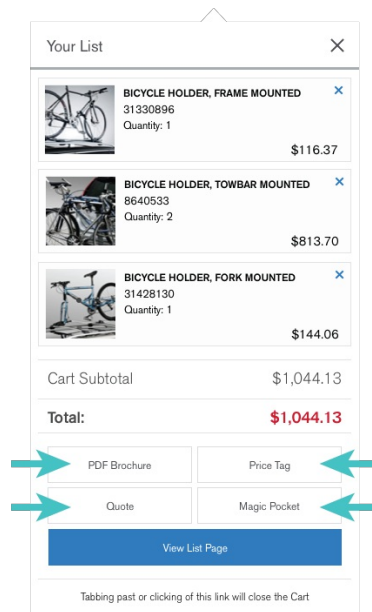 Your List
BICYCLE HOLDER, FRAME MOUNTED
31330896
Quantity: 1
$116.37
BICYCLE HOLDER, TOWBAR MOUNTED
8640533
Quantity: 2
$813.70
BICYCLE HOLDER, FORK MOUNTED
31428130
Quantity: 1
$144.06
Cart Subtotal $1,044.13
Total: $1,044.13
PDF Brochure Price Tag
Quote Magic Pocket
View List Page
Tabbing past or clicking of this link will close the Cart